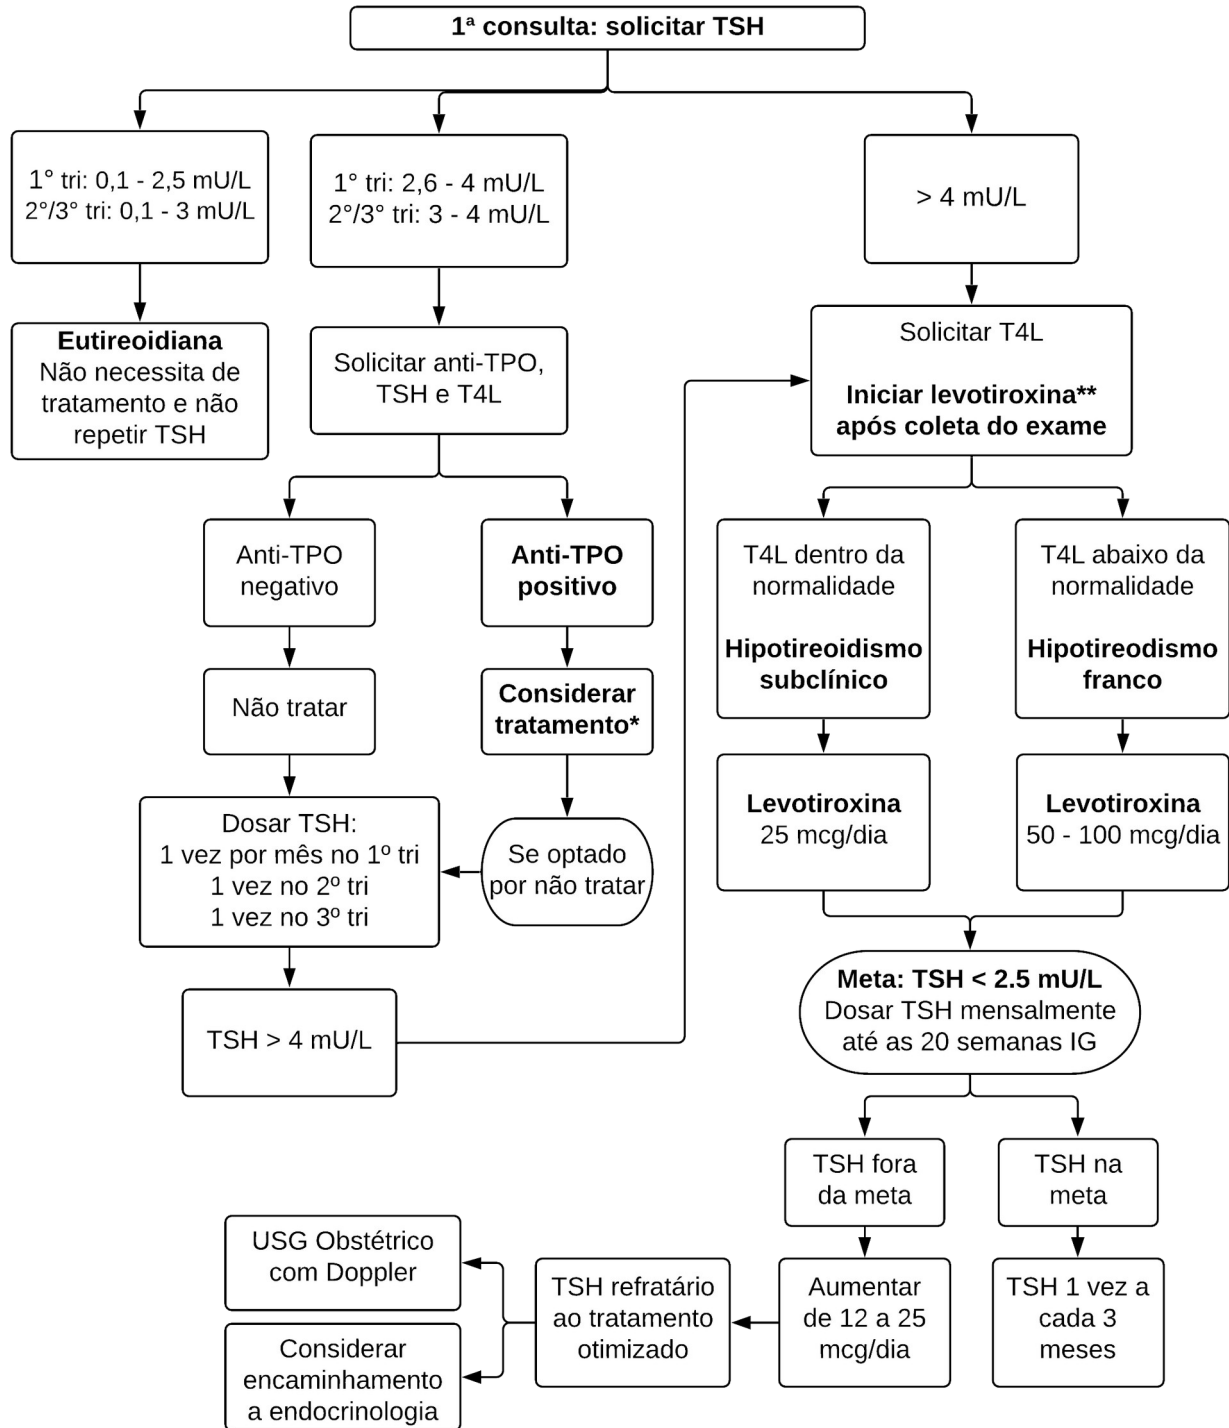 1ª consulta: solicitar TSH
1° tri: 0,1 - 2,5 mU/L
2°/3° tri: 0,1 - 3 mU/L
1° tri: 2,6 - 4 mU/L
2°/3° tri: 3 - 4 mU/L
> 4 mU/L
Eutireoidiana
Não necessita de
tratamento e não
repetir TSH
Solicitar anti-TPO,
TSH e T4L
Solicitar T4L
Iniciar levotiroxina**
após coleta do exame
Anti-TPO
negativo
Anti-TPO
positivo
T4L dentro da
normalidade
Hipotireoidismo
subclínico
T4L abaixo da
normalidade
Hipotireodismo
franco
Não tratar
Considerar
tratamento*
Levotiroxina
25 mcg/dia
Levotiroxina
50 - 100 mcg/dia
Dosar TSH:
1 vez por mês no 1º tri
1 vez no 2º tri
1 vez no 3º tri
Se optado
por não tratar
TSH > 4 mU/L
Meta: TSH < 2.5 mU/L
Dosar TSH mensalmente
até as 20 semanas IG
TSH fora
da meta
TSH na
meta
USG Obstétrico
com Doppler
Considerar
encaminhamento
a endocrinologia
TSH refratário
ao tratamento
otimizado
Aumentar
de 12 a 25
mcg/dia
TSH 1 vez a
cada 3
meses